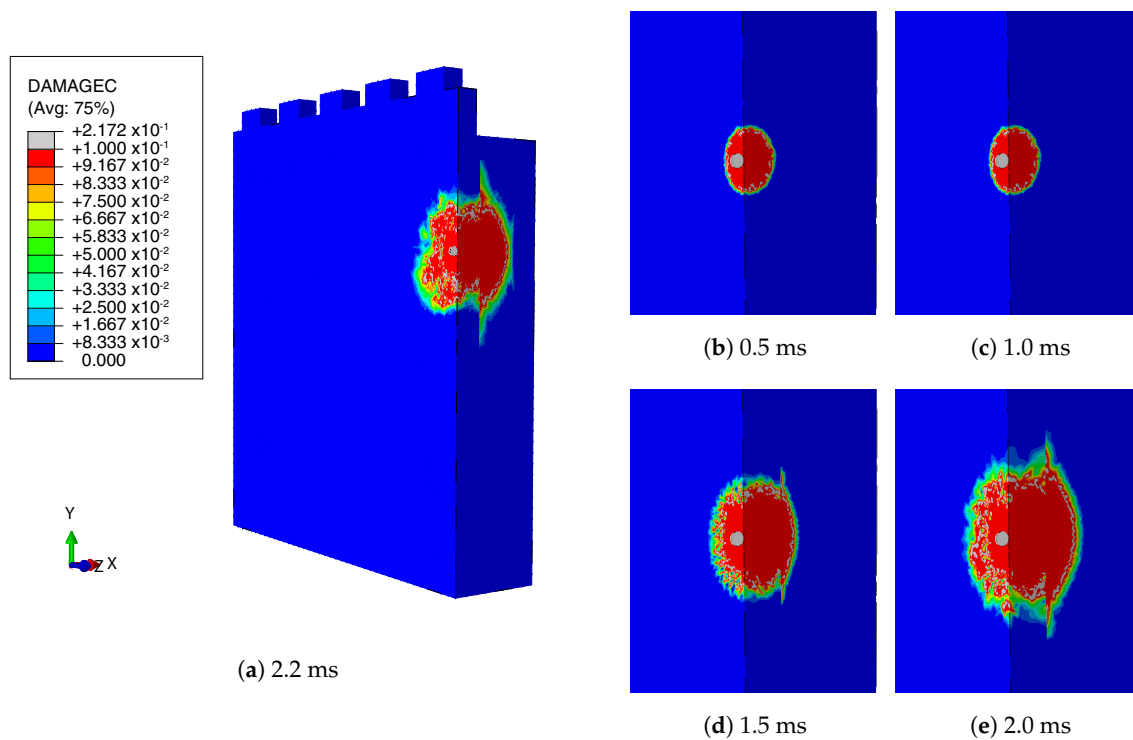 DAMAGEC
(Avg: 75%)
+2.172 x10⁻¹
+1.000 x10⁻¹
+9.167 x10⁻²
+8.333 x10⁻²
+7.500 x10⁻²
+6.667 x10⁻²
+5.833 x10⁻²
+5.000 x10⁻²
+4.167 x10⁻²
+3.333 x10⁻²
+2.500 x10⁻²
+1.667 x10⁻²
+8.333 x10⁻³
0.000
Y
Z X
(a) 2.2 ms
(b) 0.5 ms
(c) 1.0 ms
(d) 1.5 ms
(e) 2.0 ms